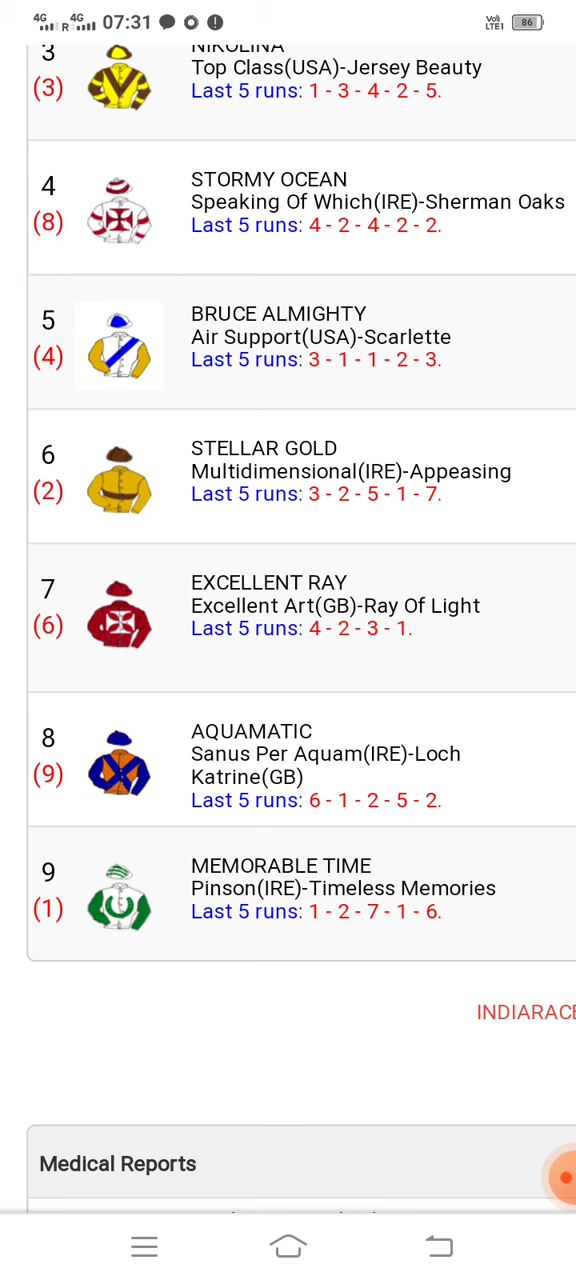 4G R 4G 07:31 Vo) LTE1 86
3 NIKOLINA
(3) Top Class(USA)-Jersey Beauty
Last 5 runs: 1 - 3 - 4 - 2 - 5.
4 STORMY OCEAN
(8) Speaking Of Which(IRE)-Sherman Oaks
Last 5 runs: 4 - 2 - 4 - 2 - 2.
5 BRUCE ALMIGHTY
(4) Air Support(USA)-Scarlette
Last 5 runs: 3 - 1 - 1 - 2 - 3.
6 STELLAR GOLD
(2) Multidimensional(IRE)-Appeasing
Last 5 runs: 3 - 2 - 5 - 1 - 7.
7 EXCELLENT RAY
(6) Excellent Art(GB)-Ray Of Light
Last 5 runs: 4 - 2 - 3 - 1.
8 AQUAMATIC
(9) Sanus Per Aquam(IRE)-Loch
Katrine(GB)
Last 5 runs: 6 - 1 - 2 - 5 - 2.
9 MEMORABLE TIME
(1) Pinson(IRE)-Timeless Memories
Last 5 runs: 1 - 2 - 7 - 1 - 6.
INDIARACE
Medical Reports